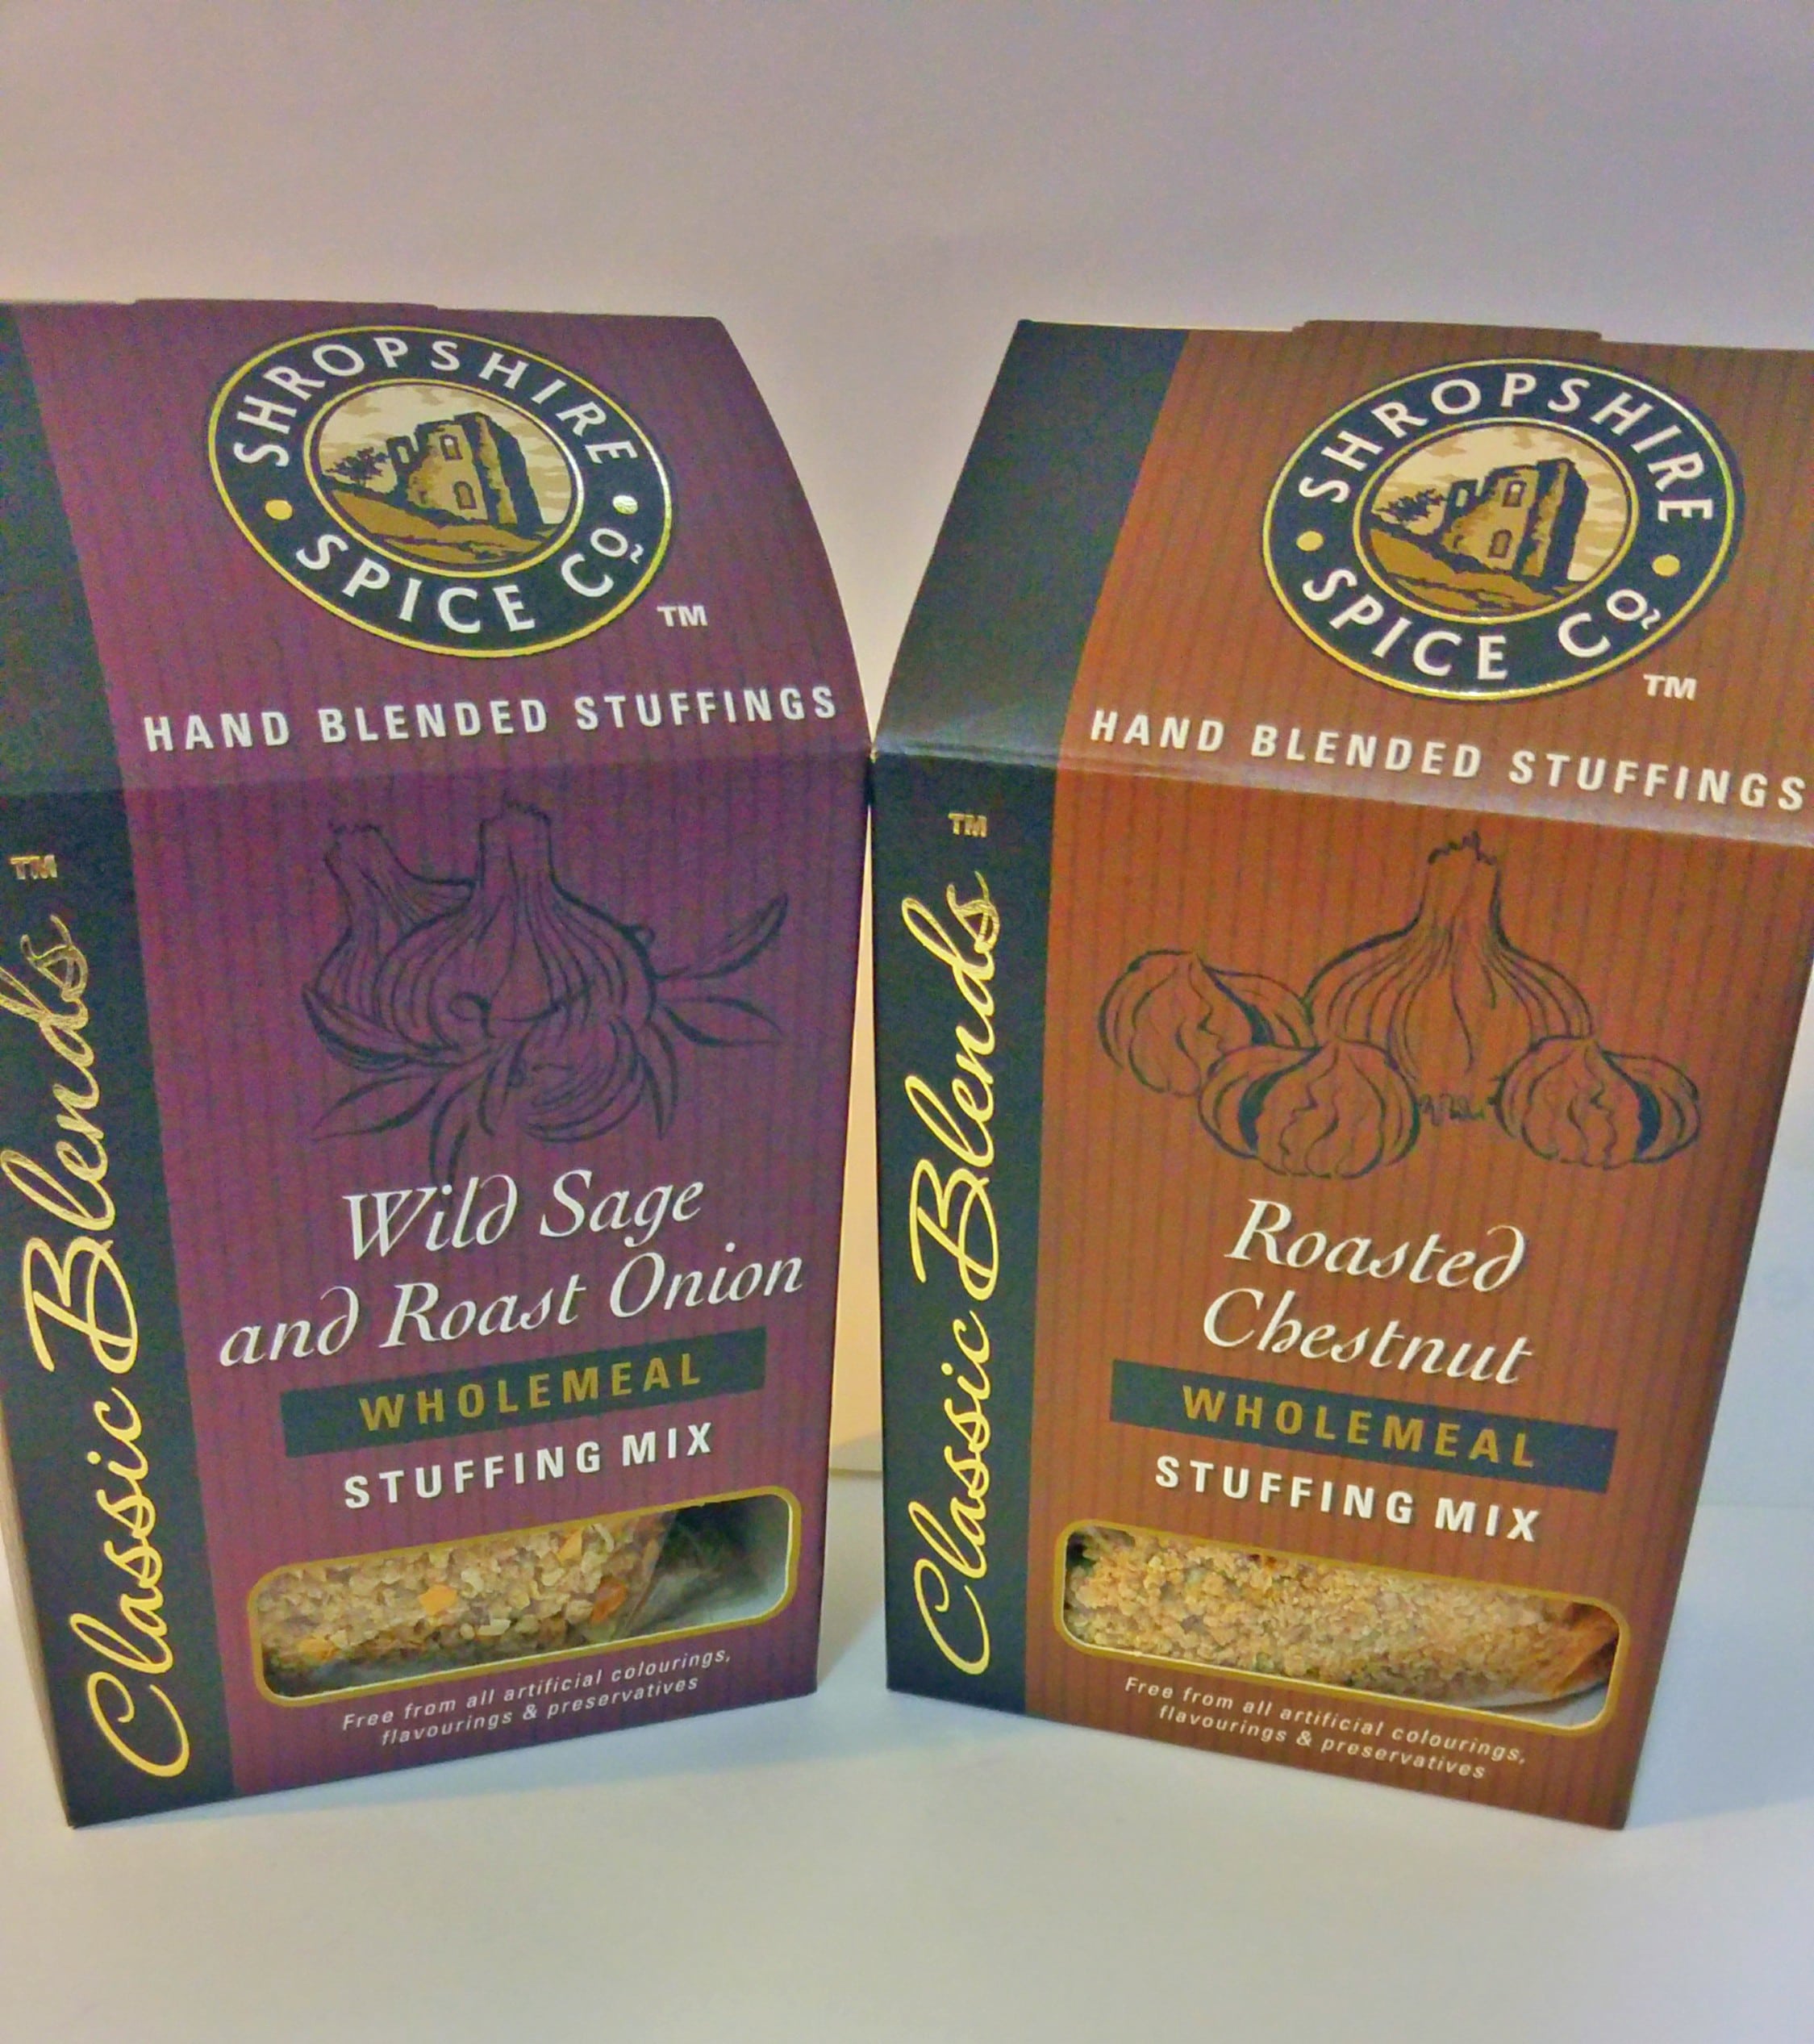 SHROPSHIRE
SPICE Co.
TM
HAND BLENDED STUFFINGS
Classic Blends TM
Wild Sage
and Roast Onion
WHOLEMEAL
STUFFING MIX
Free from all artificial colourings,
flavourings & preservatives
SHROPSHIRE
SPICE Co.
TM
HAND BLENDED STUFFINGS
Classic Blends TM
Roasted
Chestnut
WHOLEMEAL
STUFFING MIX
Free from all artificial colourings,
flavourings & preservatives